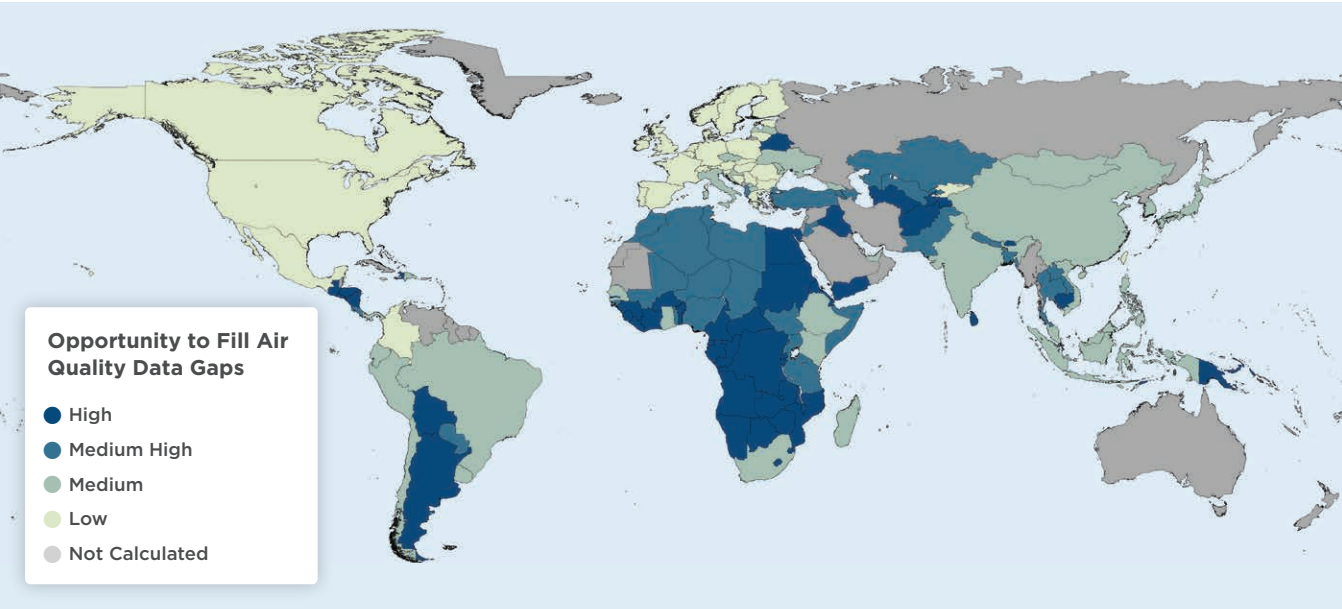 Opportunity to Fill Air
Quality Data Gaps
High
Medium High
Medium
Low
Not Calculated